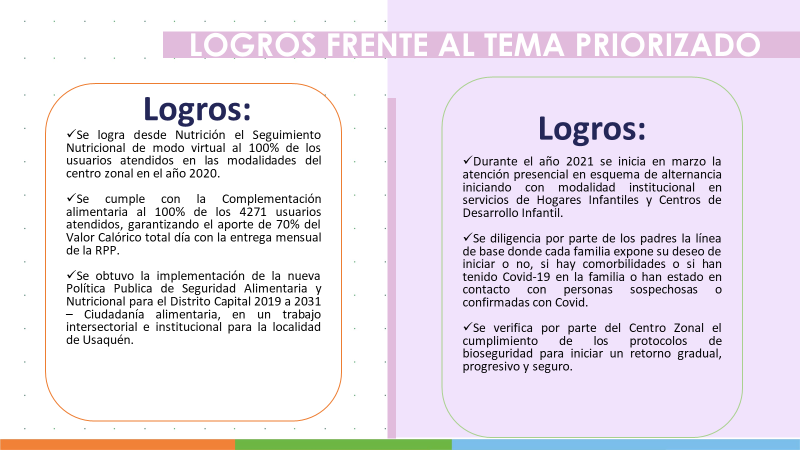 LOGROS FRENTE AL TEMA PRIORIZADO
Logros:
✓Se logra desde Nutrición el Seguimiento
Nutricional de modo virtual al 100% de los
usuarios atendidos en las modalidades del
centro zonal en el año 2020.
✓Se cumple con la Complementación
alimentaria al 100% de los 4271 usuarios
atendidos, garantizando el aporte de 70% del
Valor Calórico total día con la entrega mensual
de la RPP.
✓Se obtuvo la implementación de la nueva
Política Publica de Seguridad Alimentaria y
Nutricional para el Distrito Capital 2019 a 2031
– Ciudadanía alimentaria, en un trabajo
intersectorial e institucional para la localidad
de Usaquén.
Logros:
✓Durante el año 2021 se inicia en marzo la
atención presencial en esquema de alternancia
iniciando con modalidad institucional en
servicios de Hogares Infantiles y Centros de
Desarrollo Infantil.
✓Se diligencia por parte de los padres la línea
de base donde cada familia expone su deseo de
iniciar o no, si hay comorbilidades o si han
tenido Covid-19 en la familia o han estado en
contacto con personas sospechosas o
confirmadas con Covid.
✓Se verifica por parte del Centro Zonal el
cumplimiento de los protocolos de
bioseguridad para iniciar un retorno gradual,
progresivo y seguro.